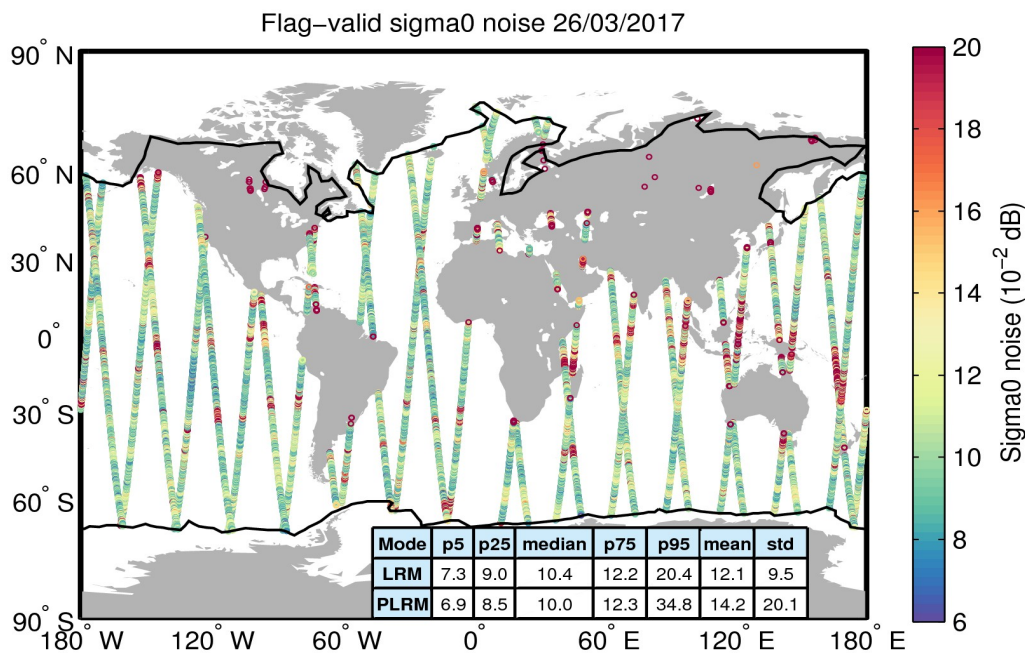 Flag−valid sigma0 noise 26/03/2017
90° N
60° N
30° N
0°
30° S
60° S
90° S
180° W
120° W
60° W
0°
60° E
120° E
180° E
Mode p5 p25 median p75 p95 mean std
LRM 7.3 9.0 10.4 12.2 20.4 12.1 9.5
PLRM 6.9 8.5 10.0 12.3 34.8 14.2 20.1
20
18
16
14
12
10
8
6
Sigma0 noise (10⁻² dB)